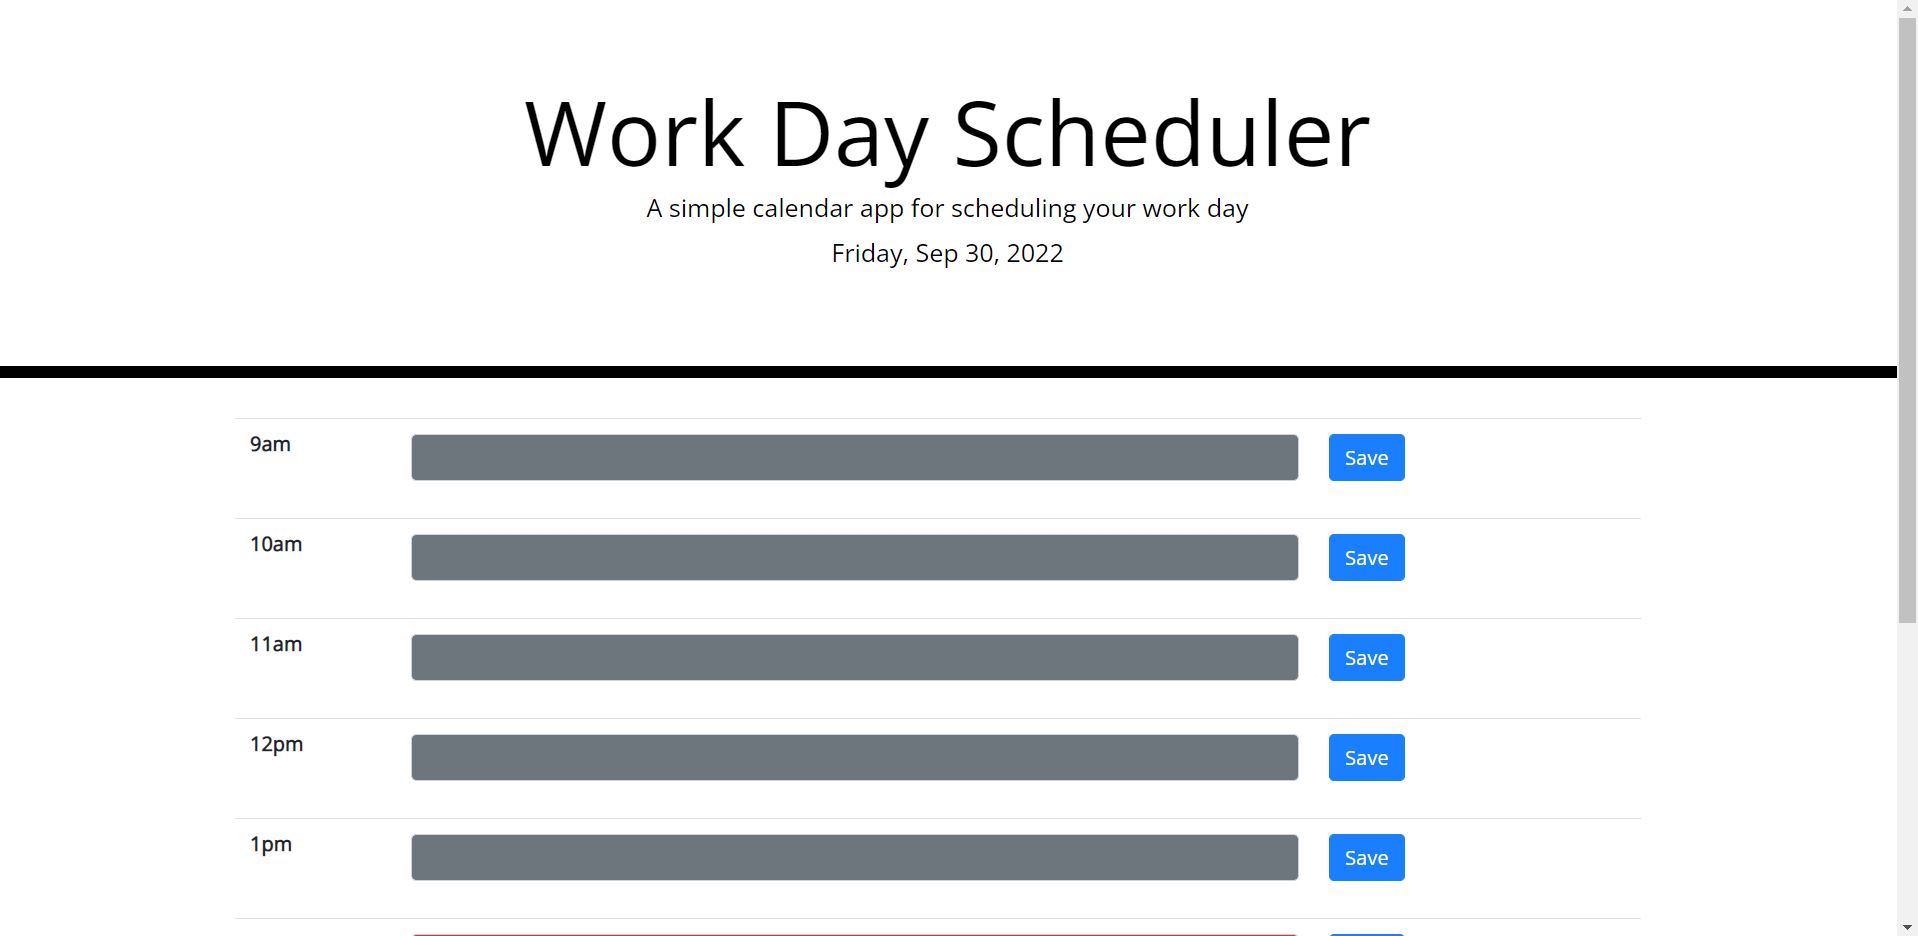 Work Day Scheduler
A simple calendar app for scheduling your work day
Friday, Sep 30, 2022
9am
Save
10am
Save
11am
Save
12pm
Save
1pm
Save